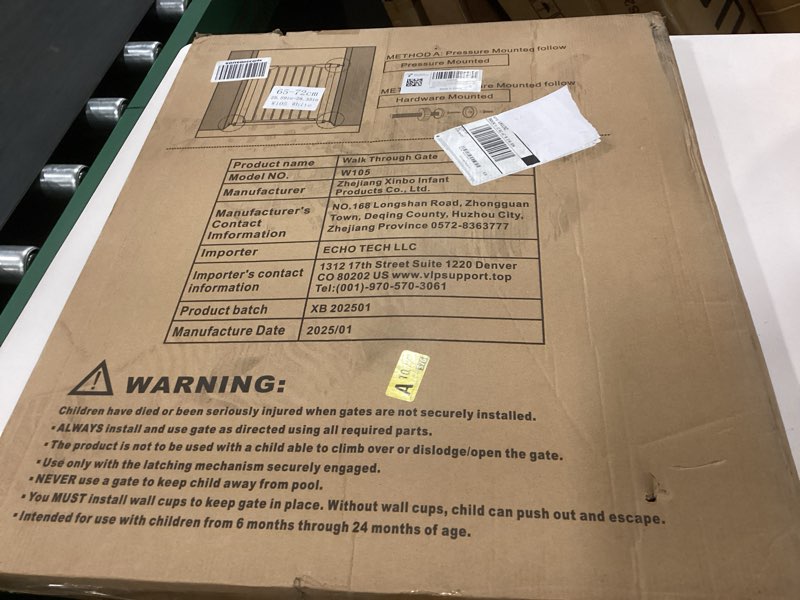 METHOD A: Pressure Mounted follow
Pressure Mounted
65-72cm
follow
Hardware Mounted
Product name Walk Through Gate
Model NO. W105
Manufacturer Zhejiang Xinbo Infant
Products Co., Ltd.
Manufacturer's
Contact
Imformation
NO.168 Longshan Road, Zhongguan
Town, Deqing County, Huzhou City,
Zhejiang Province 0572-8363777
Importer ECHO TECH LLC
Importer's contact
information
1312 17th Street Suite 1220 Denver
CO 80202 US www.vlpsupport.top
Tel:(001)-970-570-3061
Product batch XB 202501
Manufacture Date 2025/01
A
WARNING:
Children have died or been seriously injured when gates are not securely installed.
•ALWAYS install and use gate as directed using all required parts.
•The product is not to be used with a child able to climb over or dislodge/open the gate.
•Use only with the latching mechanism securely engaged.
•NEVER use a gate to keep child away from pool.
•You MUST install wall cups to keep gate in place. Without wall cups, child can push out and escape.
•Intended for use with children from 6 months through 24 months of age.